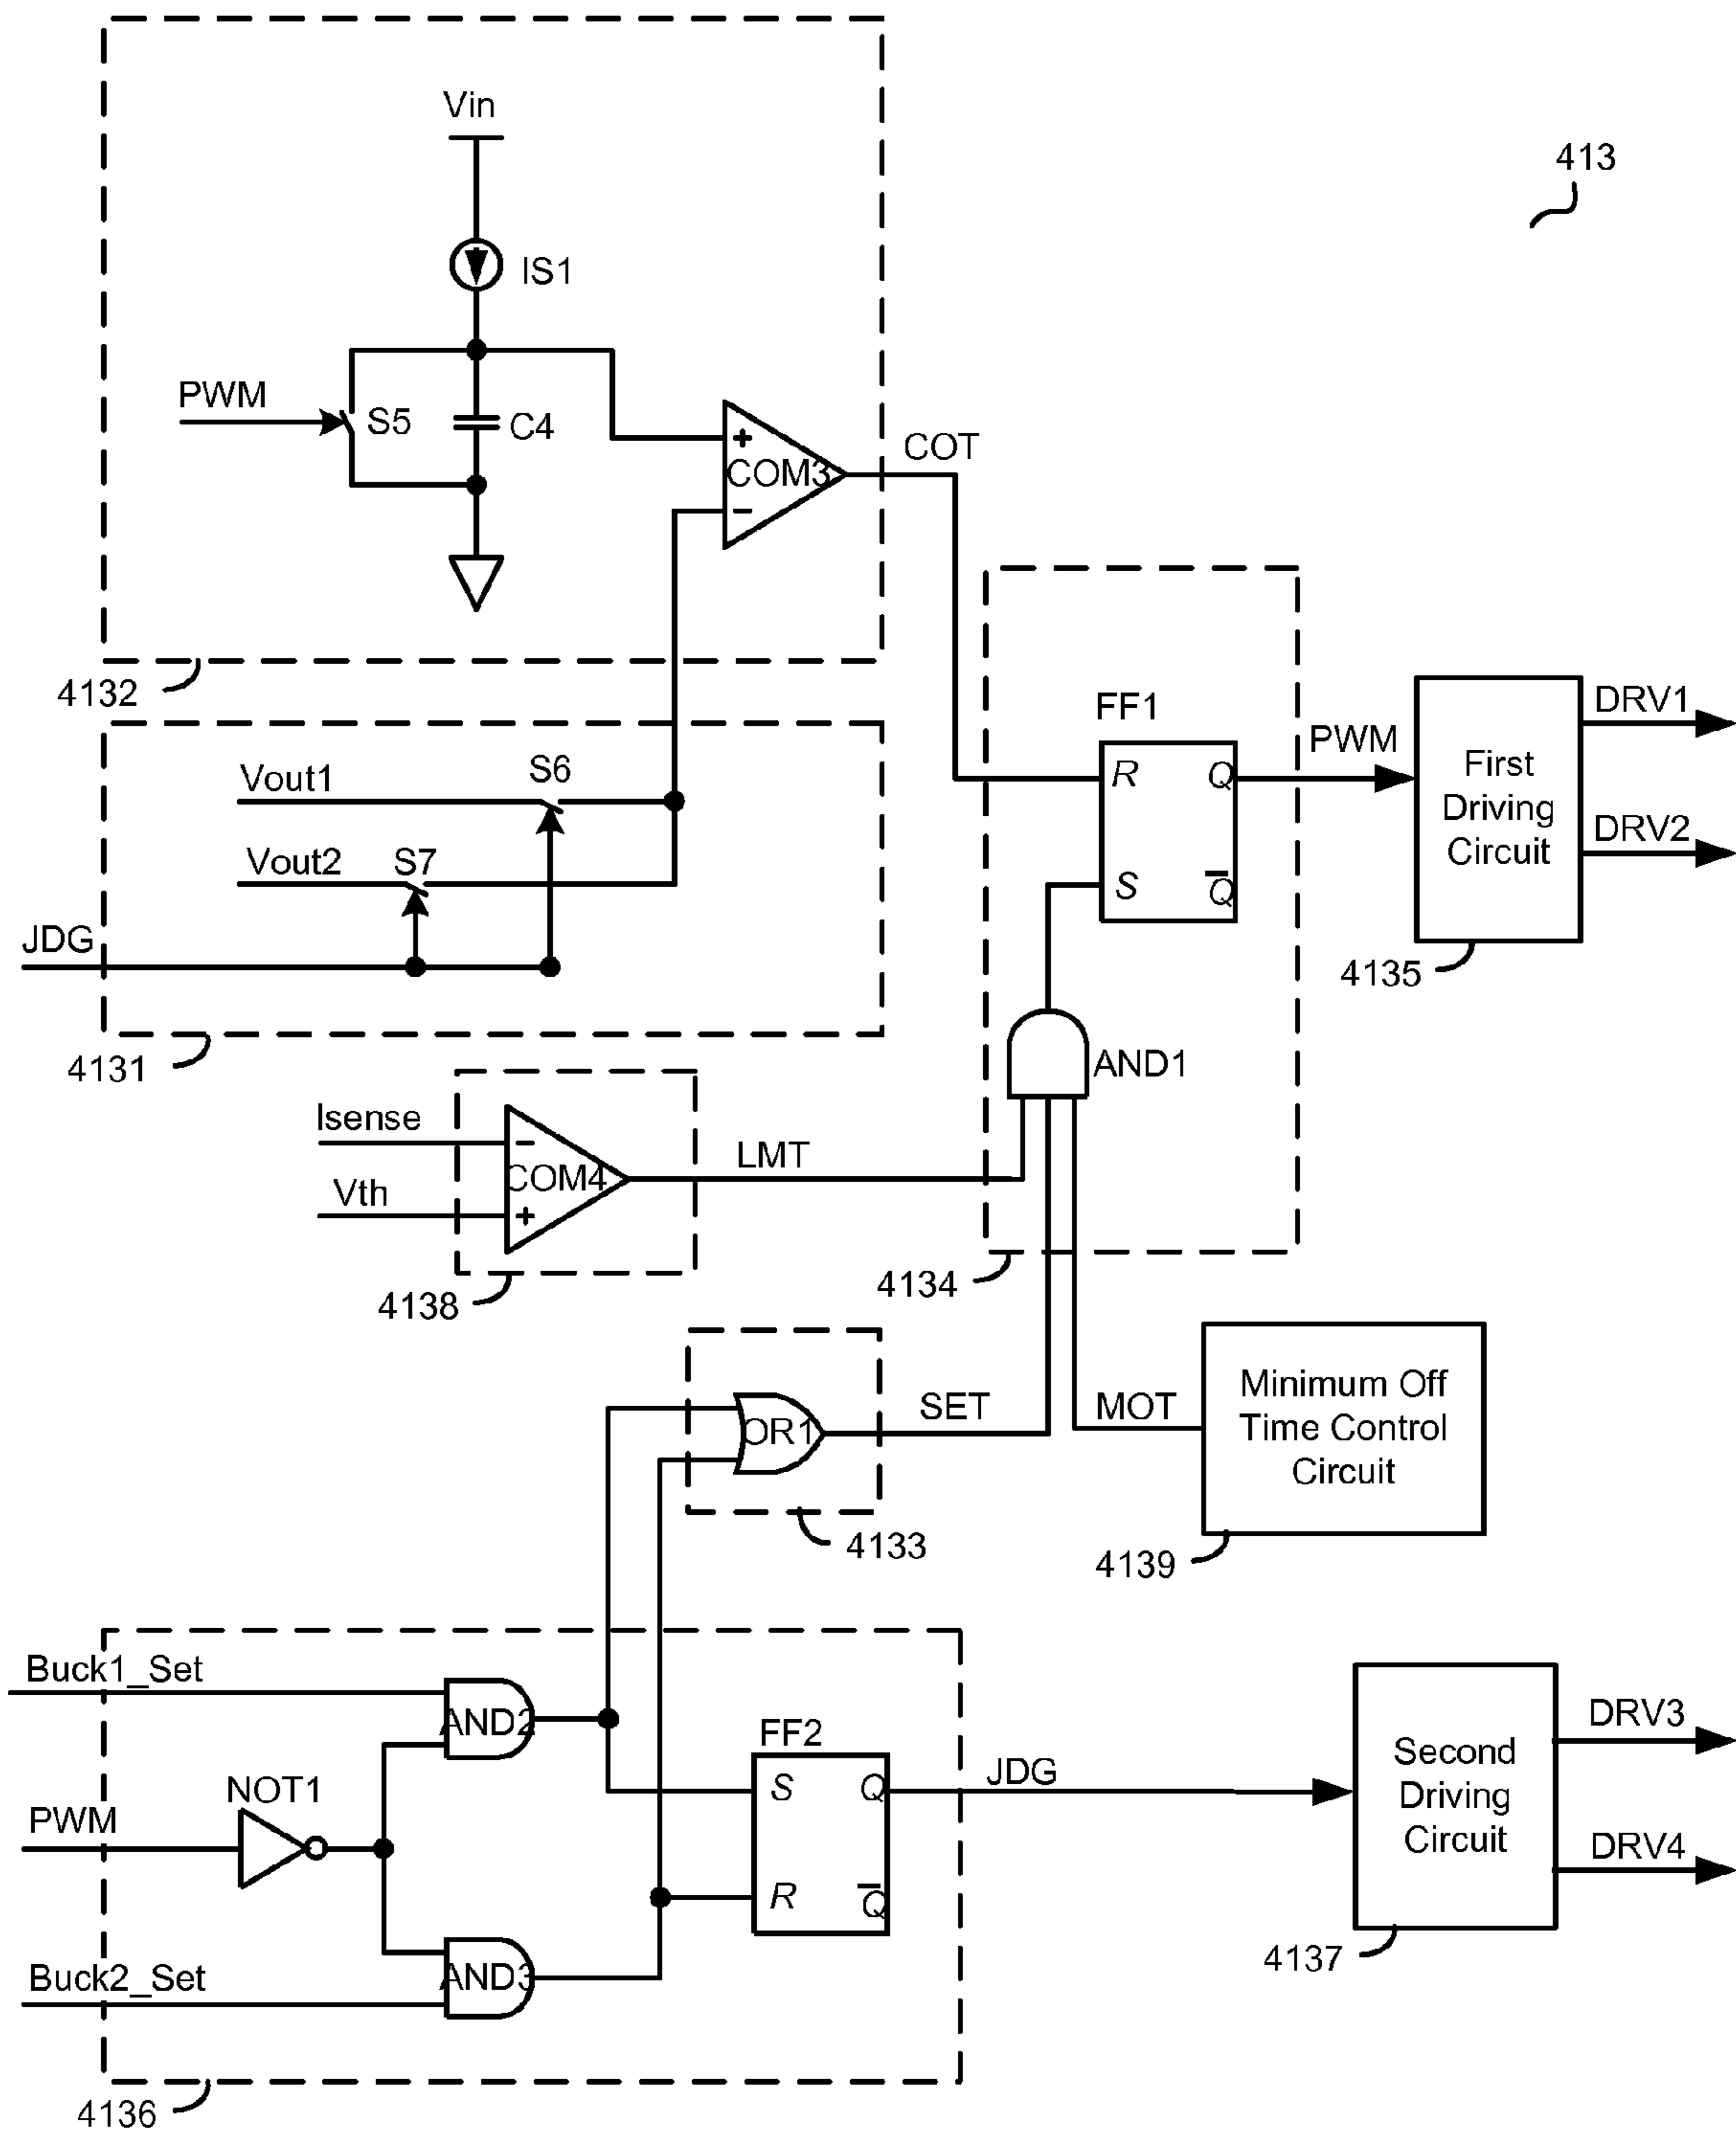 Vin
413
IS1
PWM
S5
C4
+
COM3
-
COT
4132
FF1
Vout1
S6
R
Q
PWM
First
Driving
Circuit
DRV1
DRV2
Vout2
S7
S
Q
JDG
4135
4131
AND1
Isense
-
COM4
LMT
Vth
+
4138
4134
OR1
SET
MOT
Minimum Off
Time Control
Circuit
4133
4139
Buck1_Set
AND2
FF2
NOT1
S
Q
JDG
Second
Driving
Circuit
DRV3
DRV4
PWM
R
Q
Buck2_Set
AND3
4137
4136